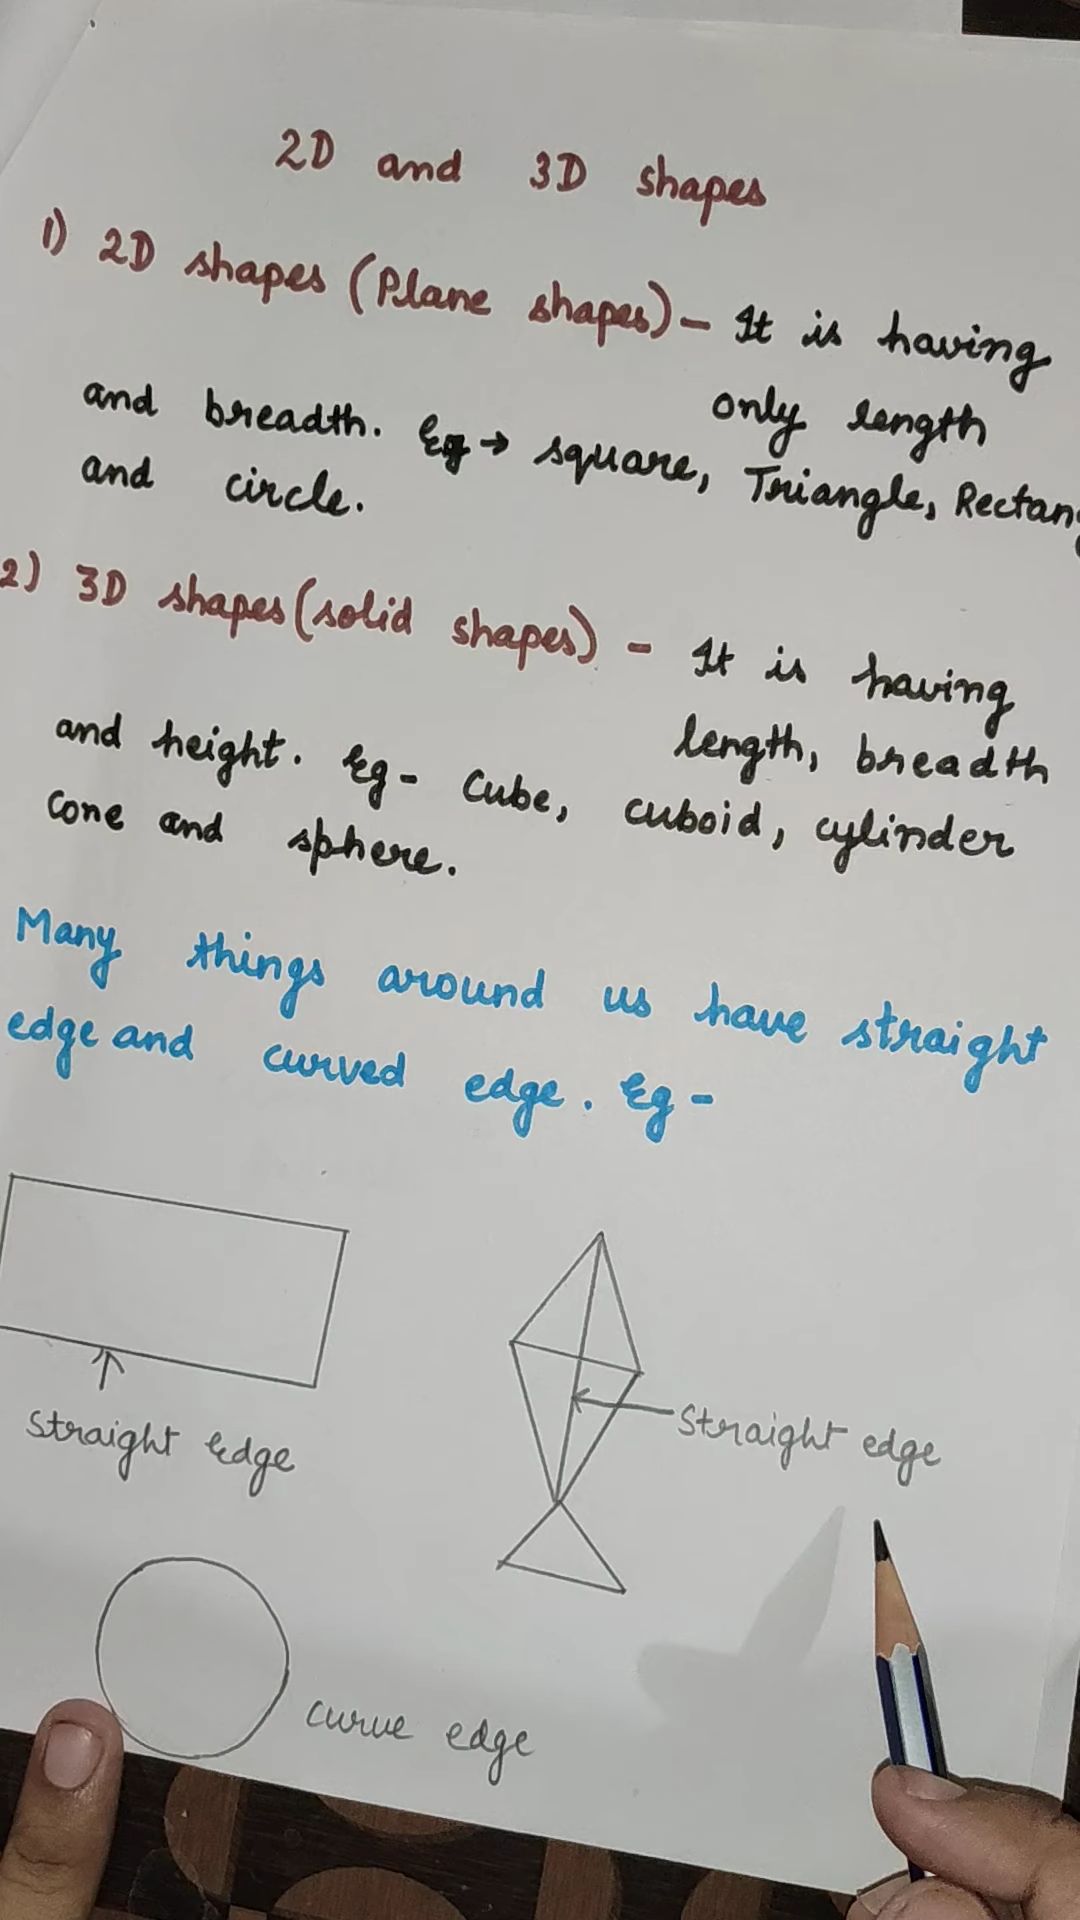 2D and 3D shapes
1) 2D shapes (Plane shapes) - It is having
only length
and breadth. Eg → square, Triangle, Rectang
and circle.
2) 3D shapes (solid shapes) - It is having
length, breadth
and height. Eg - Cube, cuboid, cylinder
cone and sphere.
Many things around us have straight
edge and curved edge. Eg -
Straight Edge
Straight edge
curve edge